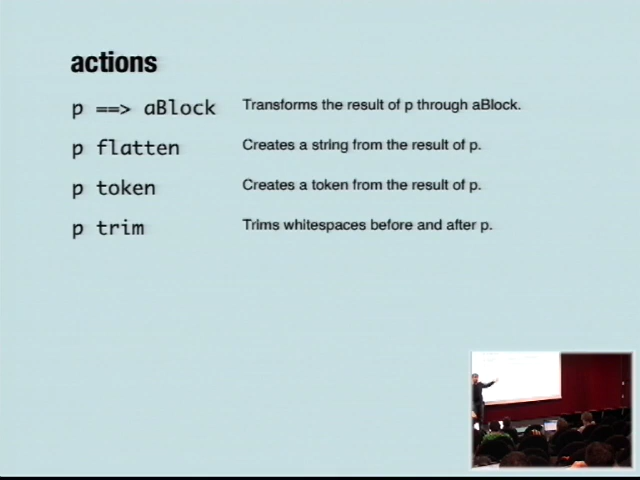 actions
p ==> aBlock Transforms the result of p through aBlock.
p flatten Creates a string from the result of p.
p token Creates a token from the result of p.
p trim Trims whitespaces before and after p.